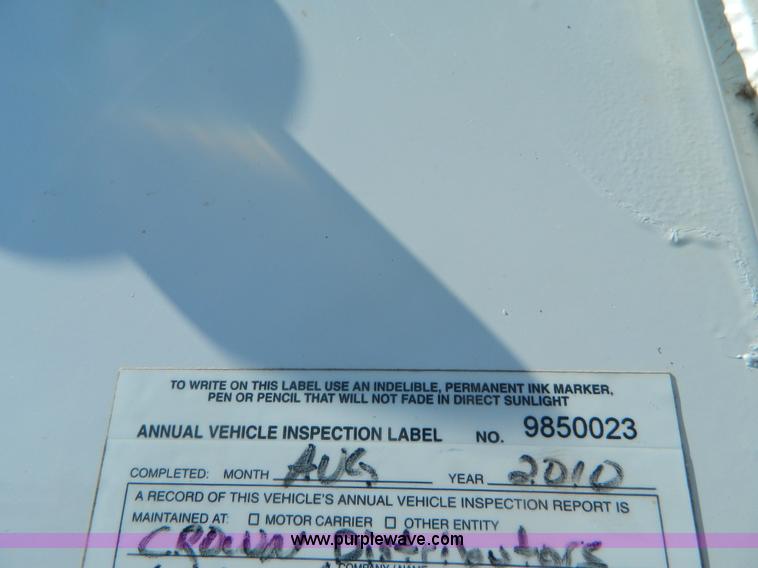 TO WRITE ON THIS LABEL USE AN INDELIBLE, PERMANENT INK MARKER,
PEN OR PENCIL THAT WILL NOT FADE IN DIRECT SUNLIGHT
ANNUAL VEHICLE INSPECTION LABEL NO. 9850023
COMPLETED: MONTH AUG YEAR 2010
A RECORD OF THIS VEHICLE'S ANNUAL VEHICLE INSPECTION REPORT IS
MAINTAINED AT: ☐ MOTOR CARRIER ☐ OTHER ENTITY
Crown Distributors
www.purplewave.com
COMPANY NAME